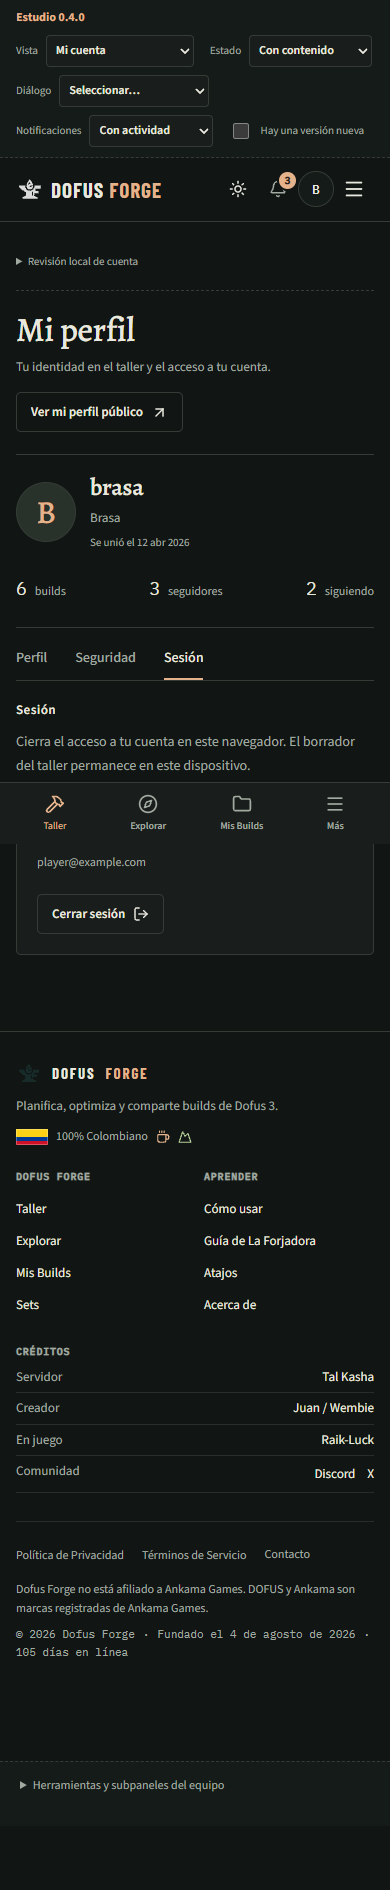 Estudio 0.4.0
Vista Mi cuenta Estado Con contenido
Diálogo Seleccionar...
Notificaciones Con actividad Hay una versión nueva
DOFUS FORGE 3 B
Revisión local de cuenta
Mi perfil
Tu identidad en el taller y el acceso a tu cuenta.
Ver mi perfil público
B
brasa
Brasa
Se unió el 12 abr 2026
6 builds 3 seguidores 2 siguiendo
Perfil Seguridad Sesión
Sesión
Cierra el acceso a tu cuenta en este navegador. El borrador
del taller permanece en este dispositivo.
Taller Explorar Mis Builds Más
player@example.com
Cerrar sesión
DOFUS FORGE
Planifica, optimiza y comparte builds de Dofus 3.
100% Colombiano
DOFUS FORGE APRENDER
Taller Cómo usar
Explorar Guía de La Forjadora
Mis Builds Atajos
Sets Acerca de
CRÉDITOS
Servidor Tal Kasha
Creador Juan / Wembie
En juego Raik-Luck
Comunidad Discord X
Política de Privacidad Términos de Servicio Contacto
Dofus Forge no está afiliado a Ankama Games. DOFUS y Ankama son
marcas registradas de Ankama Games.
© 2026 Dofus Forge · Fundado el 4 de agosto de 2026 ·
105 días en línea
Herramientas y subpaneles del equipo